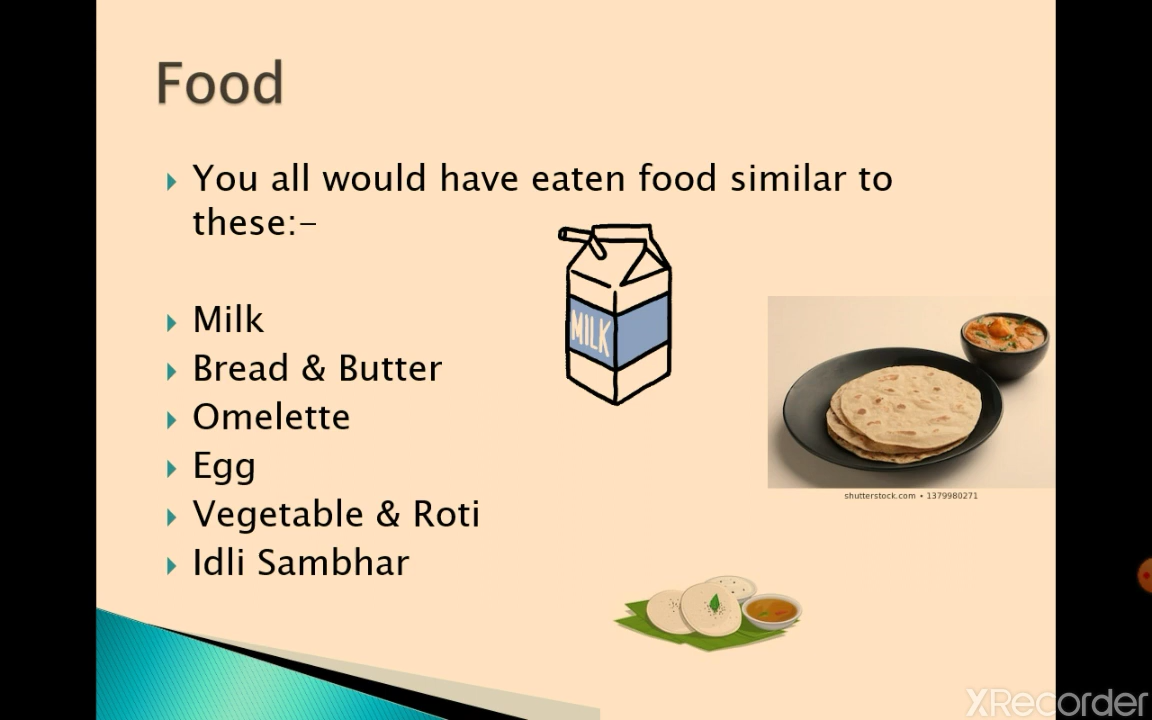 Food
You all would have eaten food similar to
these:-
MILK
Milk
Bread & Butter
Omelette
Egg
Vegetable & Roti
Idli Sambhar
shutterstock.com • 1379980271
XRecorder